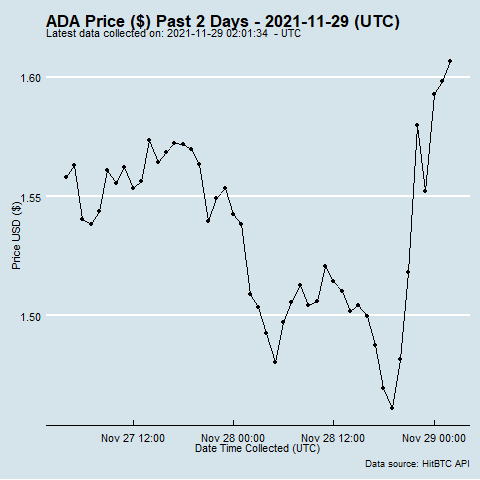 ADA Price ($) Past 2 Days - 2021-11-29 (UTC)
Latest data collected on: 2021-11-29 02:01:34 - UTC
1.60
1.55
1.50
Price USD ($)
Nov 27 12:00 Nov 28 00:00 Nov 28 12:00 Nov 29 00:00
Date Time Collected (UTC)
Data source: HitBTC API